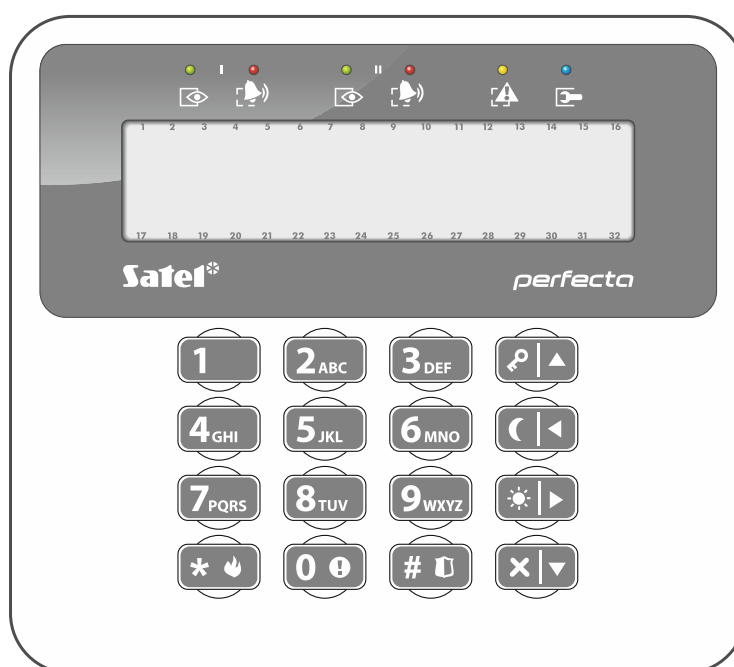 I II
1 2 3 4 5 6 7 8 9 10 11 12 13 14 15 16
17 18 19 20 21 22 23 24 25 26 27 28 29 30 31 32
Satel* perfecta
1 2ABC 3DEF
4GHI 5JKL 6MNO
7PQRS 8TUV 9WXYZ
* 0 #